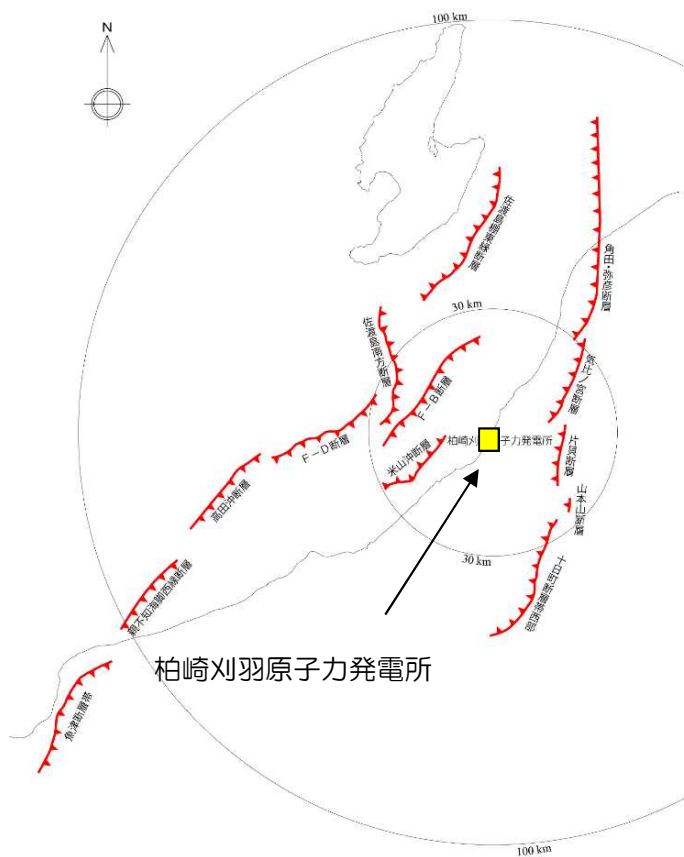 100 km
N
佐渡島棚東縁断層
角田・弥彦断層
30 km
佐渡島南方断層
気比ノ宮断層
F－B断層
柏崎刈
子力発電所
片貝断層
F－D断層
米山沖断層
山本山断層
高田沖断層
30 km
十日町断層帯西部
親不知海脚西縁断層
柏崎刈羽原子力発電所
魚津断層帯
100 km